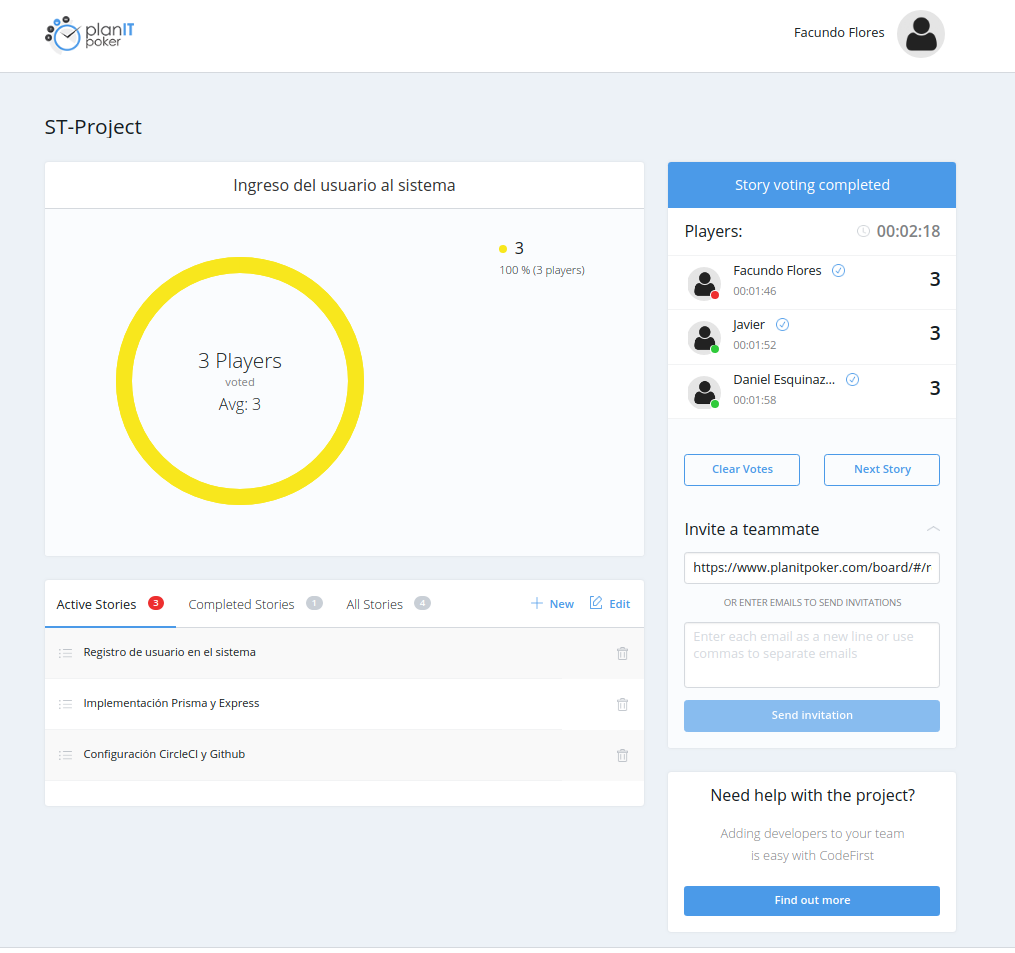 planIT
poker
Facundo Flores
ST-Project
Ingreso del usuario al sistema
3
100 % (3 players)
3 Players
voted
Avg: 3
Active Stories 3 Completed Stories 1 All Stories 4 New Edit
Registro de usuario en el sistema
Implementación Prisma y Express
Configuración CircleCI y Github
Story voting completed
Players: 00:02:18
Facundo Flores 3
00:01:46
Javier 3
00:01:52
Daniel Esquinaz... 3
00:01:58
Clear Votes Next Story
Invite a teammate
https://www.planitpoker.com/board/#/r
OR ENTER EMAILS TO SEND INVITATIONS
Enter each email as a new line or use
commas to separate emails
Send invitation
Need help with the project?
Adding developers to your team
is easy with CodeFirst
Find out more